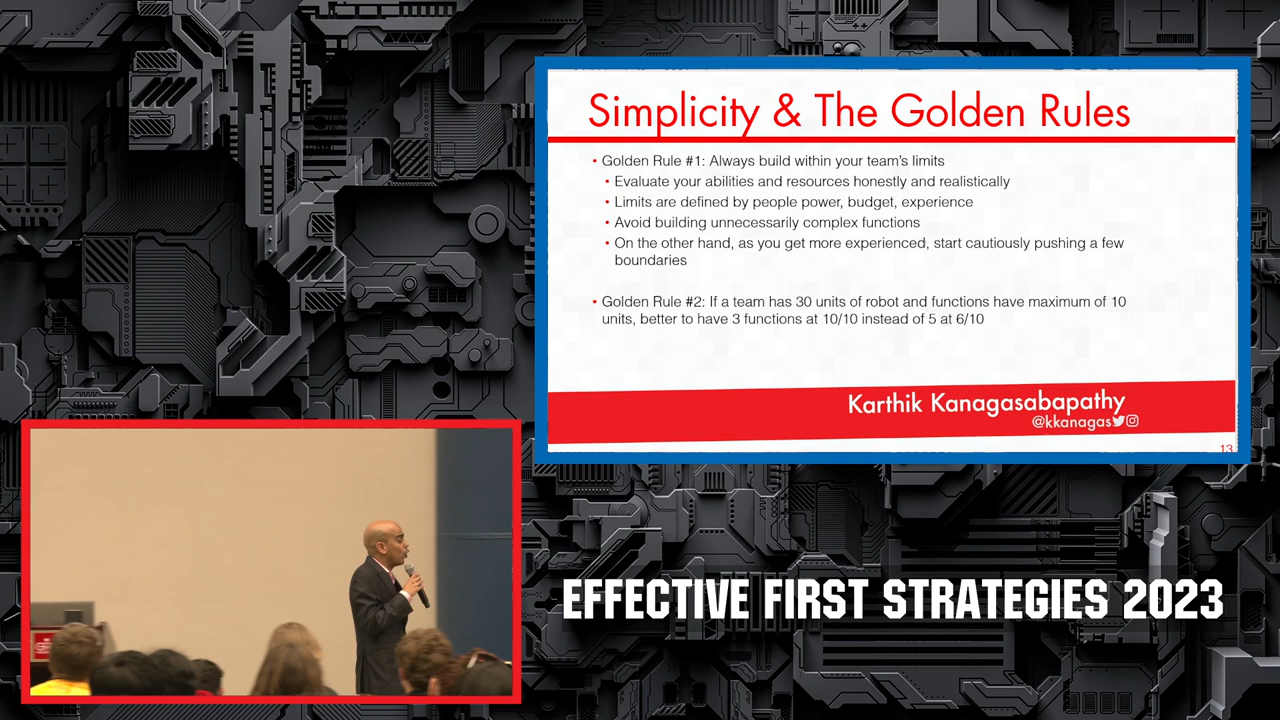 Simplicity & The Golden Rules
• Golden Rule #1: Always build within your team's limits
• Evaluate your abilities and resources honestly and realistically
• Limits are defined by people power, budget, experience
• Avoid building unnecessarily complex functions
• On the other hand, as you get more experienced, start cautiously pushing a few
boundaries
• Golden Rule #2: If a team has 30 units of robot and functions have maximum of 10
units, better to have 3 functions at 10/10 instead of 5 at 6/10
Karthik Kanagasabapathy
@kkanagas
13
EFFECTIVE FIRST STRATEGIES 2023